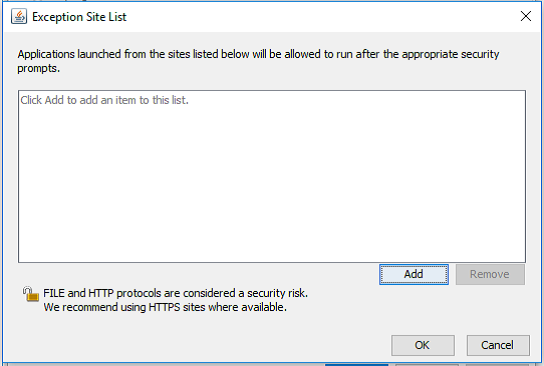 Exception Site List
Applications launched from the sites listed below will be allowed to run after the appropriate security
prompts.
Click Add to add an item to this list.
Add
Remove
FILE and HTTP protocols are considered a security risk.
We recommend using HTTPS sites where available.
OK
Cancel